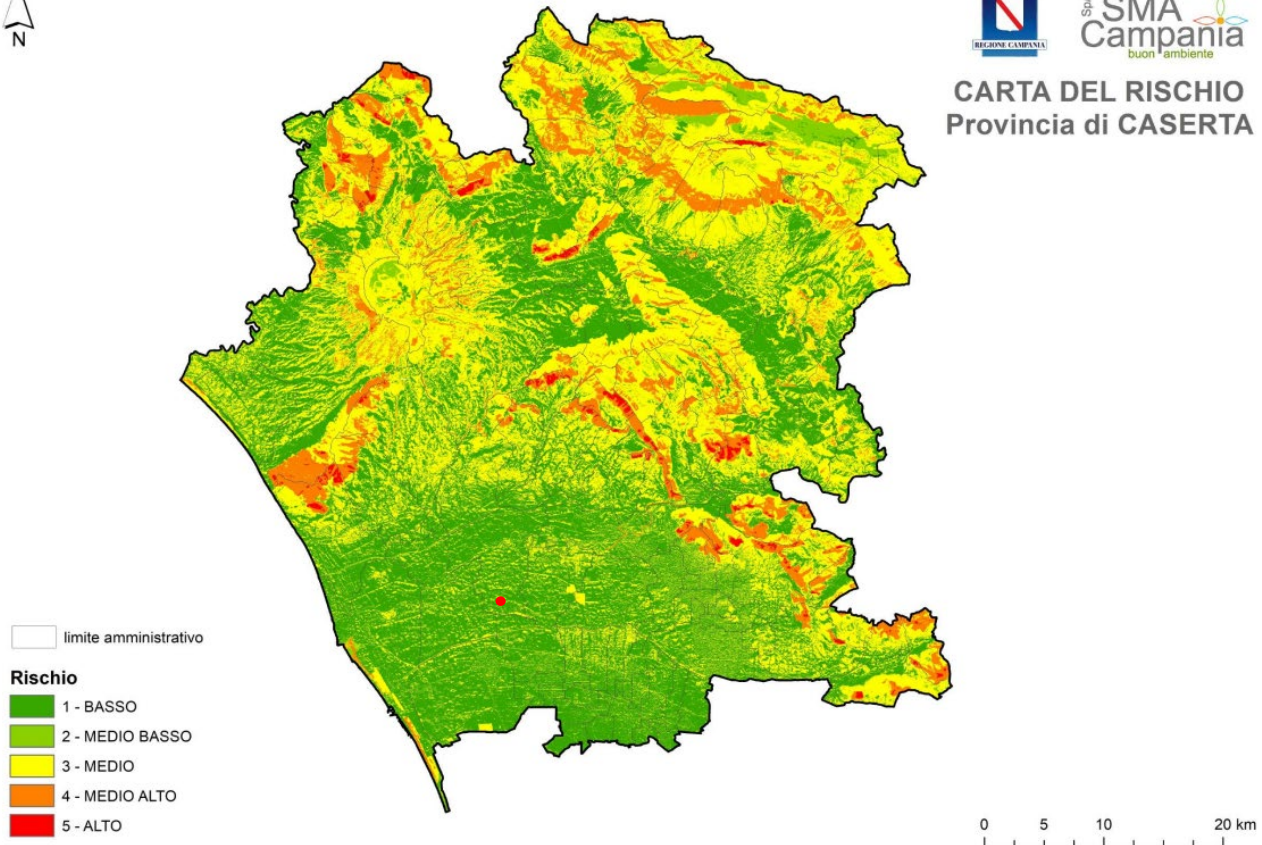 N
REGIONE CAMPANIA
SMA
Campania
buon ambiente
CARTA DEL RISCHIO
Provincia di CASERTA
limite amministrativo
Rischio
1 - BASSO
2 - MEDIO BASSO
3 - MEDIO
4 - MEDIO ALTO
5 - ALTO
0 5 10 20 km